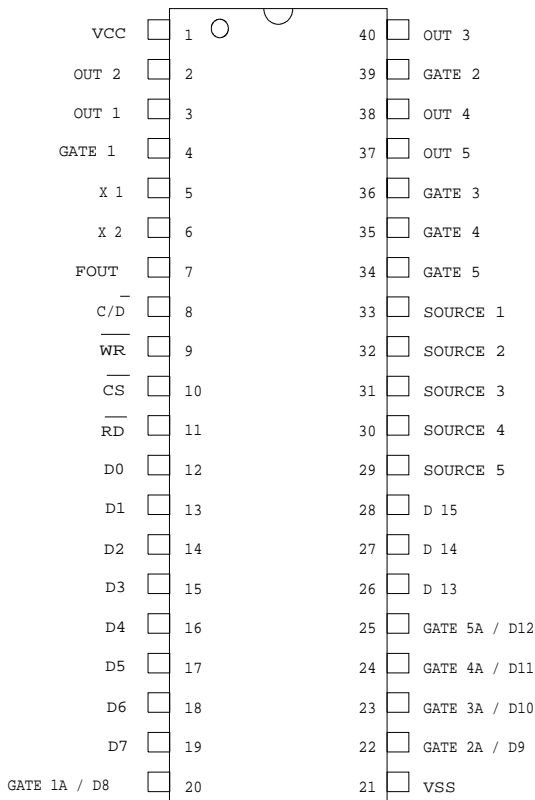 VCC 1 40 OUT 3
OUT 2 2 39 GATE 2
OUT 1 3 38 OUT 4
GATE 1 4 37 OUT 5
X 1 5 36 GATE 3
X 2 6 35 GATE 4
FOUT 7 34 GATE 5
C/D̅ 8 33 SOURCE 1
W̅R̅ 9 32 SOURCE 2
C̅S̅ 10 31 SOURCE 3
R̅D̅ 11 30 SOURCE 4
D0 12 29 SOURCE 5
D1 13 28 D 15
D2 14 27 D 14
D3 15 26 D 13
D4 16 25 GATE 5A / D12
D5 17 24 GATE 4A / D11
D6 18 23 GATE 3A / D10
D7 19 22 GATE 2A / D9
GATE 1A / D8 20 21 VSS